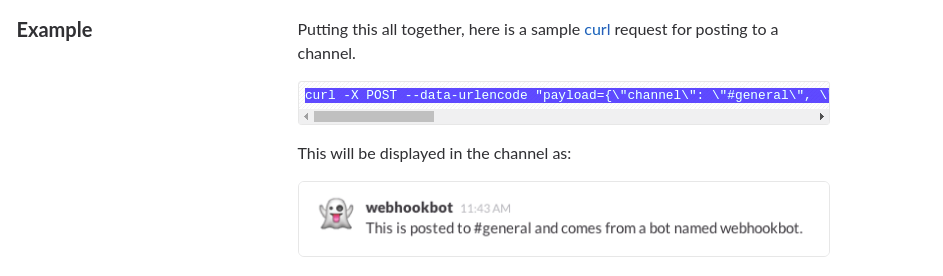 Example
Putting this all together, here is a sample curl request for posting to a
channel.
curl -X POST --data-urlencode "payload={\"channel\": \"#general\", \"
This will be displayed in the channel as:
webhookbot 11:43 AM
This is posted to #general and comes from a bot named webhookbot.